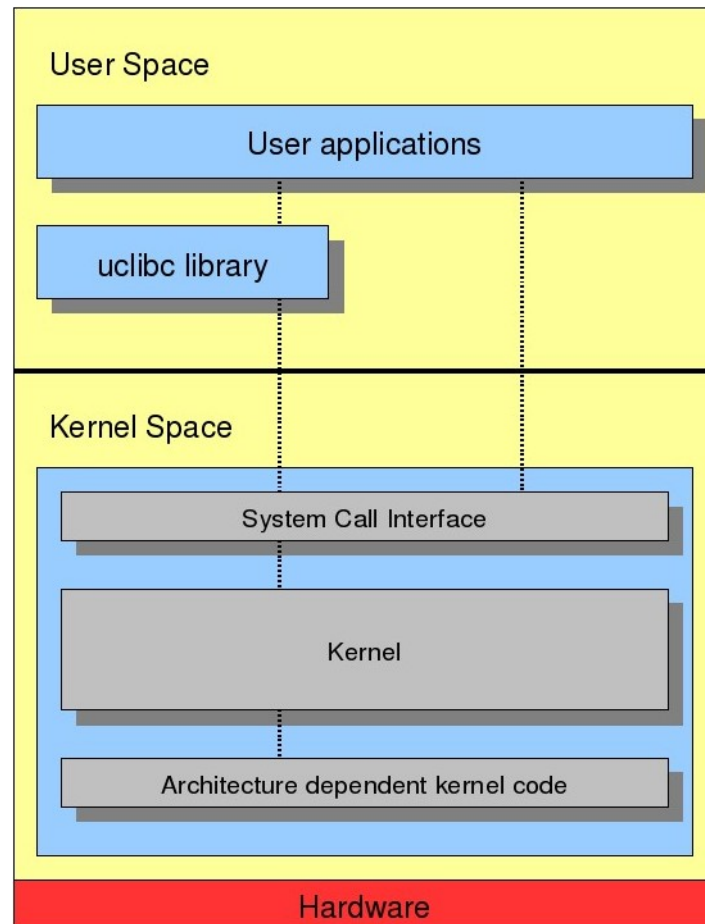 User Space
User applications
uclibc library
Kernel Space
System Call Interface
Kernel
Architecture dependent kernel code
Hardware